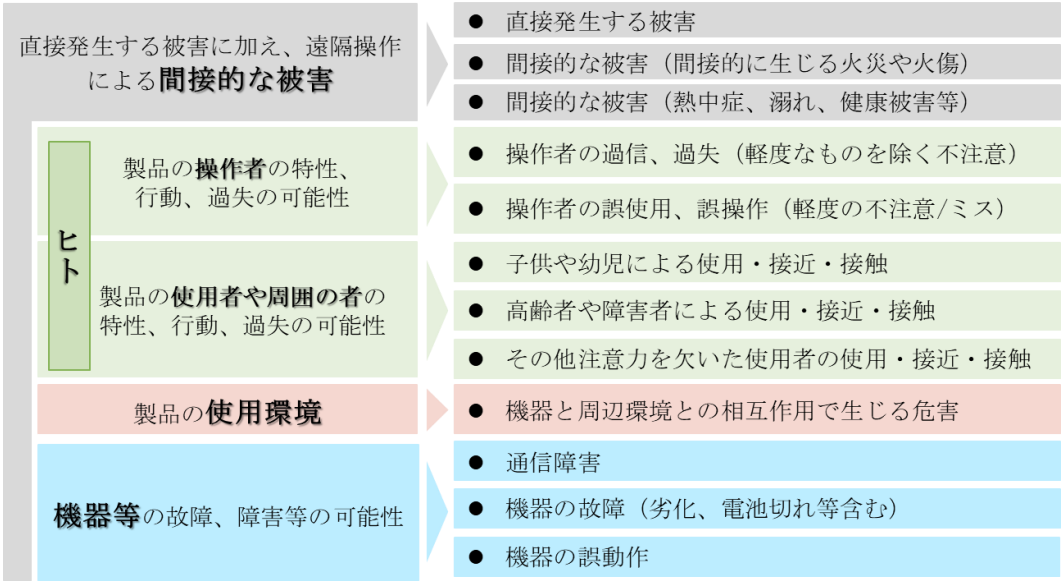 直接発生する被害に加え、遠隔操作
による間接的な被害
● 直接発生する被害
● 間接的な被害（間接的に生じる火災や火傷）
● 間接的な被害（熱中症、溺れ、健康被害等）
ヒト
製品の操作者の特性、
行動、過失の可能性
● 操作者の過信、過失（軽度なものを除く不注意）
● 操作者の誤使用、誤操作（軽度の不注意/ミス）
製品の使用者や周囲の者の
特性、行動、過失の可能性
● 子供や幼児による使用・接近・接触
● 高齢者や障害者による使用・接近・接触
● その他注意力を欠いた使用者の使用・接近・接触
製品の使用環境
● 機器と周辺環境との相互作用で生じる危害
機器等の故障、障害等の可能性
● 通信障害
● 機器の故障（劣化、電池切れ等含む）
● 機器の誤動作